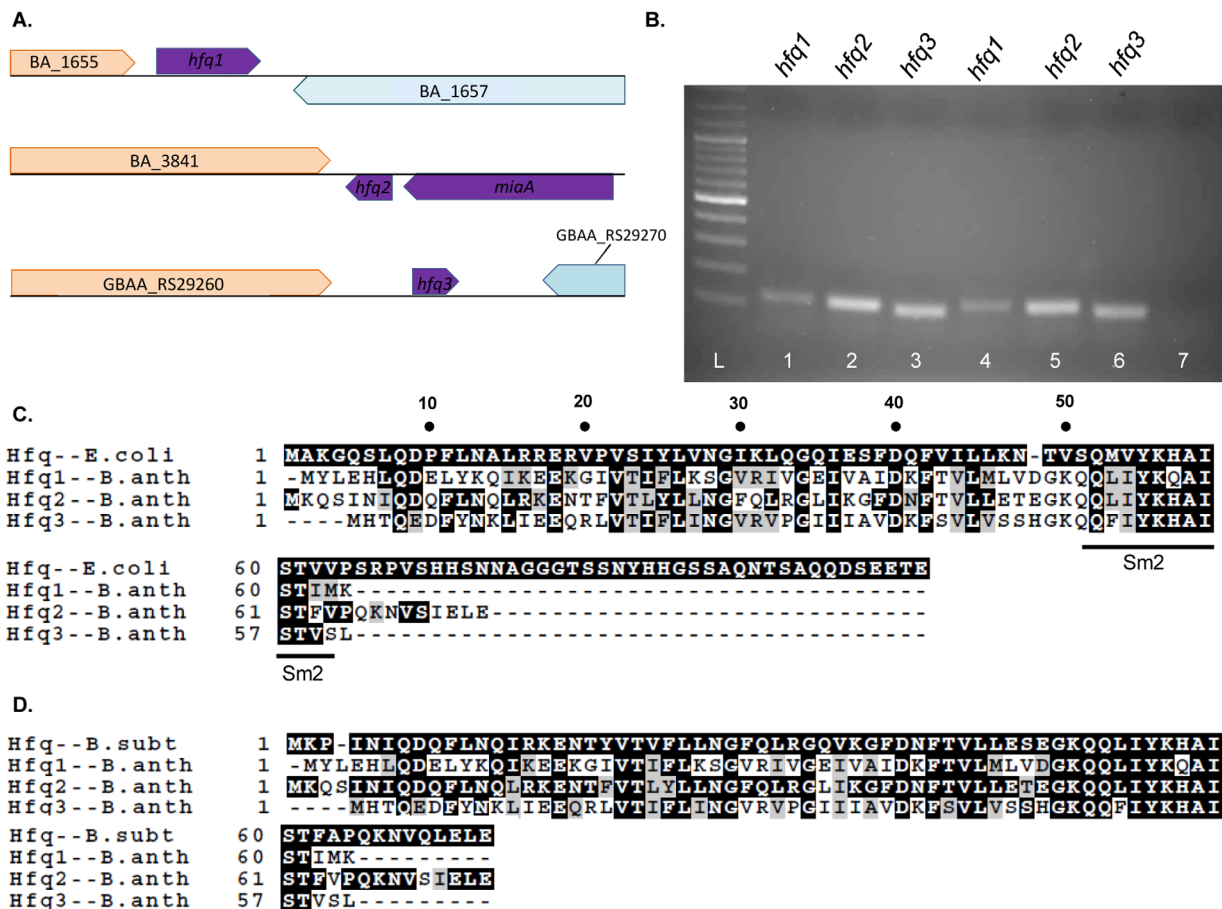 A.
BA_1655
hfq1
BA_1657
BA_3841
hfq2
miaA
GBAA_RS29270
GBAA_RS29260
hfq3
B.
hfq1 hfq2 hfq3 hfq1 hfq2 hfq3
L 1 2 3 4 5 6 7
C.
10 20 30 40 50
Hfq--E.coli 1 MAKGQSLQDPFLNALRRERVPVSIYLVNGIKLQGQIESFDQFVILLKN-TVSQMVYKHAI
Hfq1--B.anth 1 -MYLEHLQDELYKQIKEEKGIVTIFLKSGVRIVGEIVAIDKFTVLMLVDGKQQLIYKQAI
Hfq2--B.anth 1 MKQSINIQDQFLNQLRKENTFVTLYLLNGFQLRGLIKGFDNFTVLLETEGKQQLIYKHAI
Hfq3--B.anth 1 ----MHTQEDFYNKLIEEQRLVTIFLINGVRVPGIIIAVDKFSVLVSSHGKQQFIYKHAI
Sm2
Hfq--E.coli 60 STVVPSRPVSHHSNNAGGGTSSNYHHGSSAQNTSAQQDSEETE
Hfq1--B.anth 60 STIMK--------------------------------------
Hfq2--B.anth 61 STFVPQKNVSIELE-----------------------------
Hfq3--B.anth 57 STVSL--------------------------------------
Sm2
D.
Hfq--B.subt 1 MKP-INIQDQFLNQIRKENTYVTVFLLNGFQLRGQVKGFDNFTVLLESEGKQQLIYKHAI
Hfq1--B.anth 1 -MYLEHLQDELYKQIKEEKGIVTIFLKSGVRIVGEIVAIDKFTVLMLVDGKQQLIYKQAI
Hfq2--B.anth 1 MKQSINIQDQFLNQLRKENTFVTLYLLNGFQLRGLIKGFDNFTVLLETEGKQQLIYKHAI
Hfq3--B.anth 1 ----MHTQEDFYNKLIEEQRLVTIFLINGVRVPGIIIAVDKFSVLVSSHGKQQFIYKHAI
Hfq--B.subt 60 STFAPQKNVQLELE
Hfq1--B.anth 60 STIMK---------
Hfq2--B.anth 61 STFVPQKNVSIELE
Hfq3--B.anth 57 STVSL---------